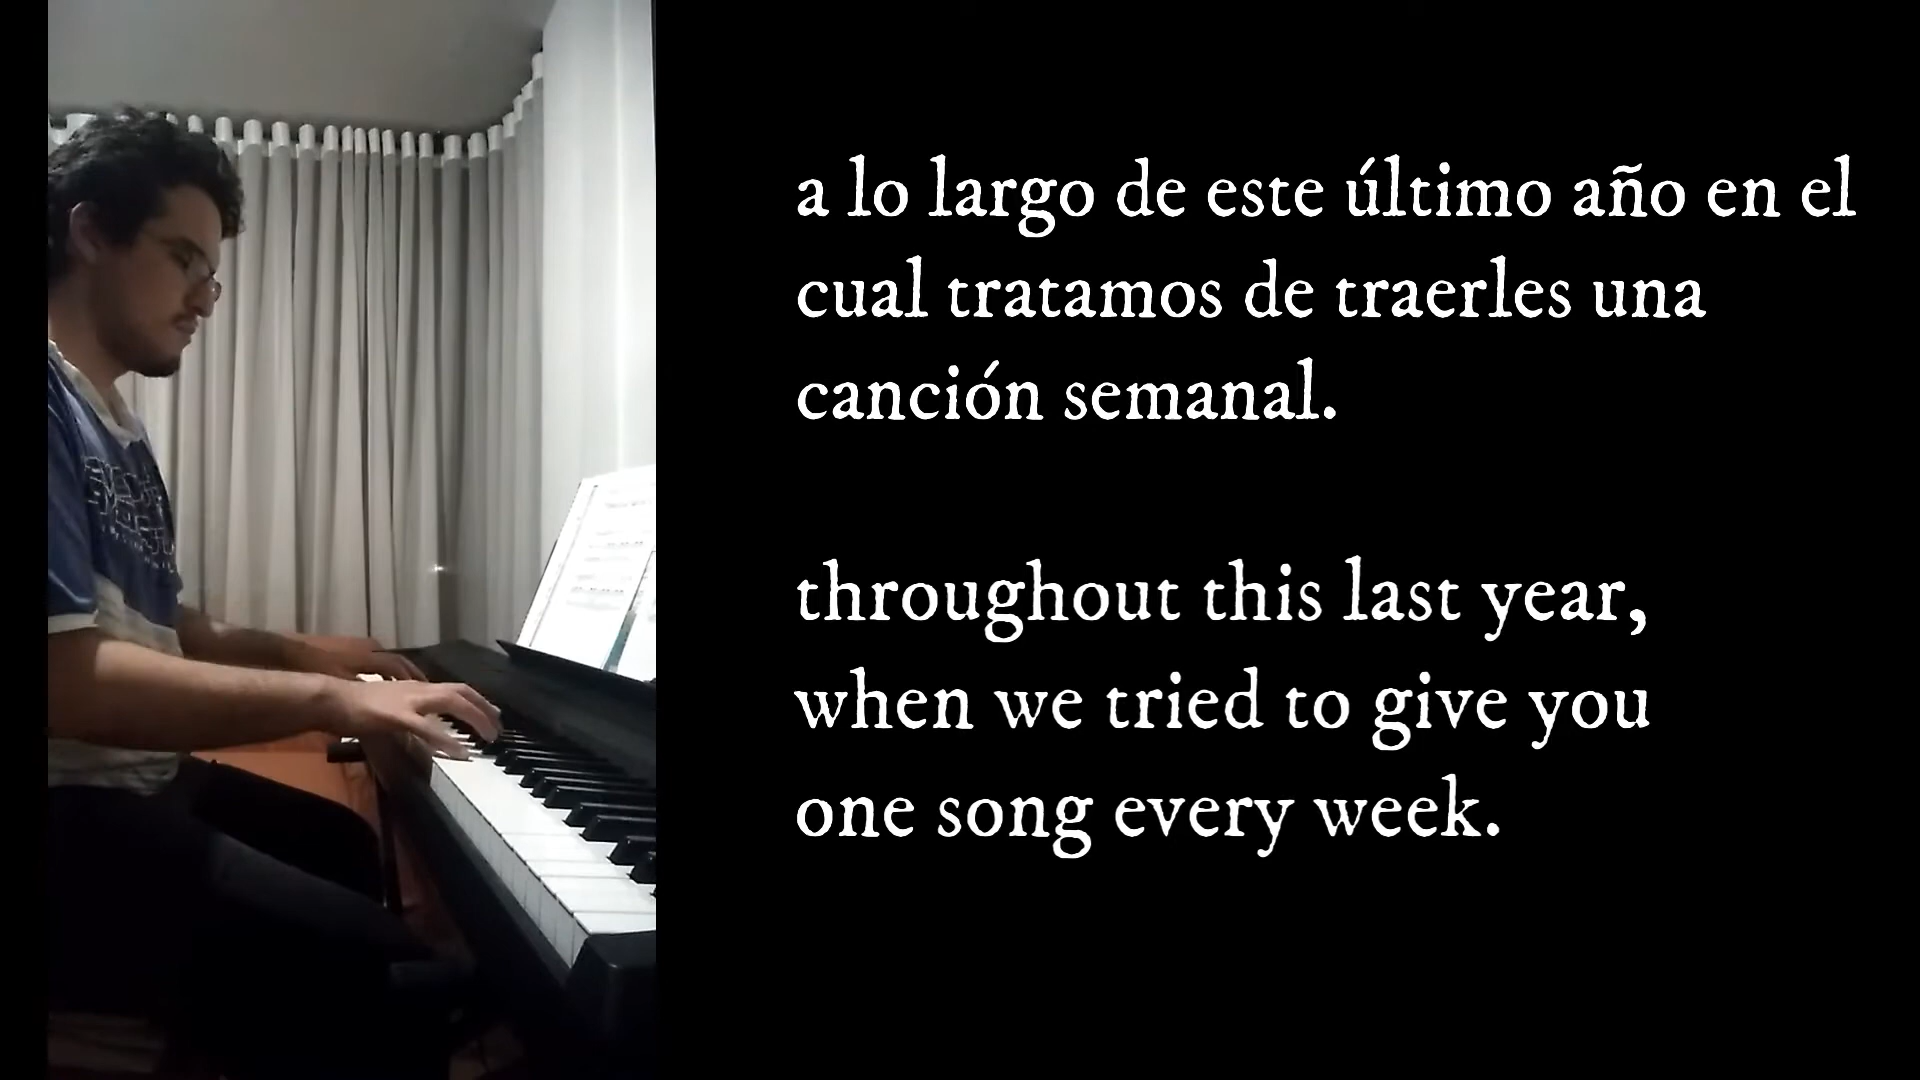 a lo largo de este último año en el
cual tratamos de traerles una
canción semanal.
throughout this last year,
when we tried to give you
one song every week.